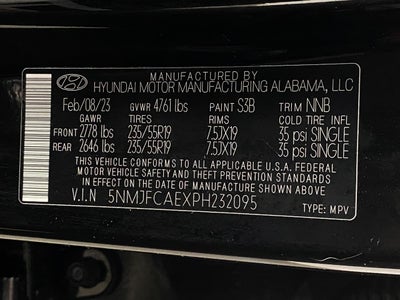 MANUFACTURED BY
HYUNDAI MOTOR MANUFACTURING ALABAMA, LLC
Feb/08/23 GVWR 4761 lbs PAINT S3B TRIM NNB
GAWR TIRES RIMS COLD TIRE INFL
FRONT 2778 lbs 235/55R19 7.5JX19 35 psi SINGLE
REAR 2646 lbs 235/55R19 7.5JX19 35 psi SINGLE
THIS VEHICLE CONFORMS TO ALL APPLICABLE U.S.A FEDERAL
MOTOR VEHICLE SAFETY AND THEFT PREVENTION STANDARDS
IN EFFECT ON THE DATE OF MANUFACTURE SHOWN ABOVE.
V.I.N 5NMJFCAEXPH232095 TYPE: MPV